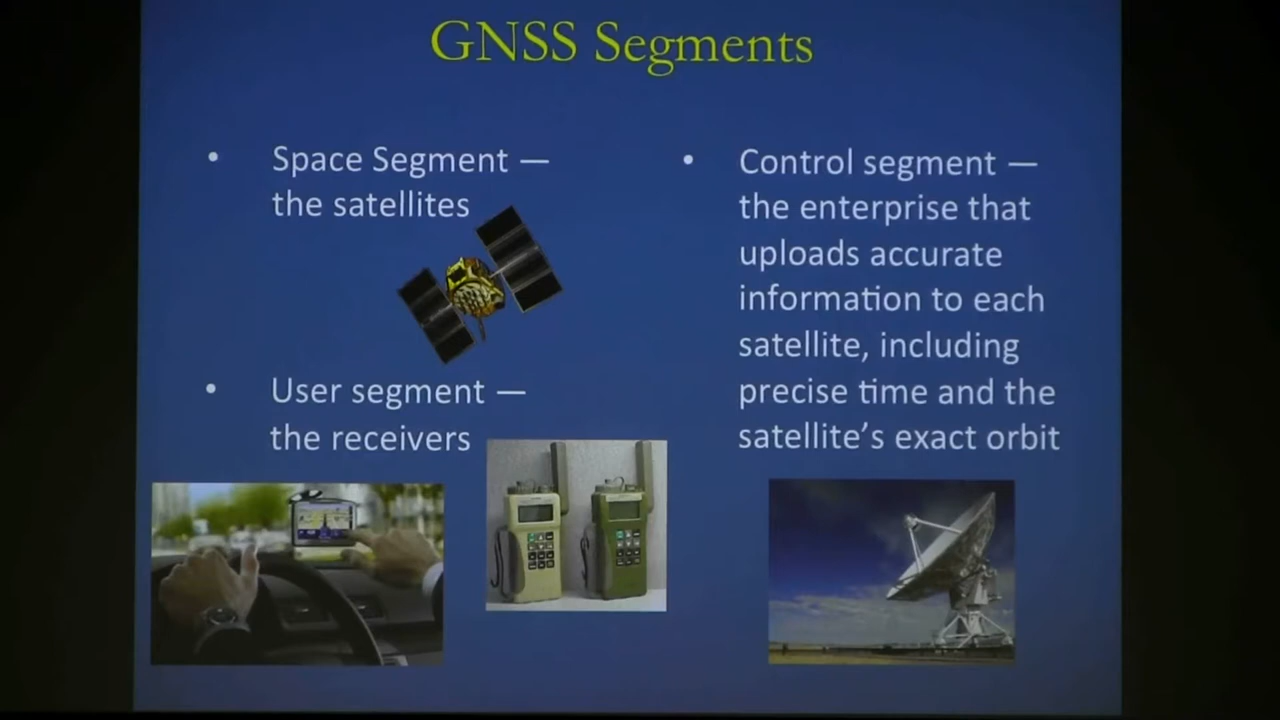 GNSS Segments
• Space Segment —
the satellites
• User segment —
the receivers
• Control segment —
the enterprise that
uploads accurate
information to each
satellite, including
precise time and the
satellite's exact orbit